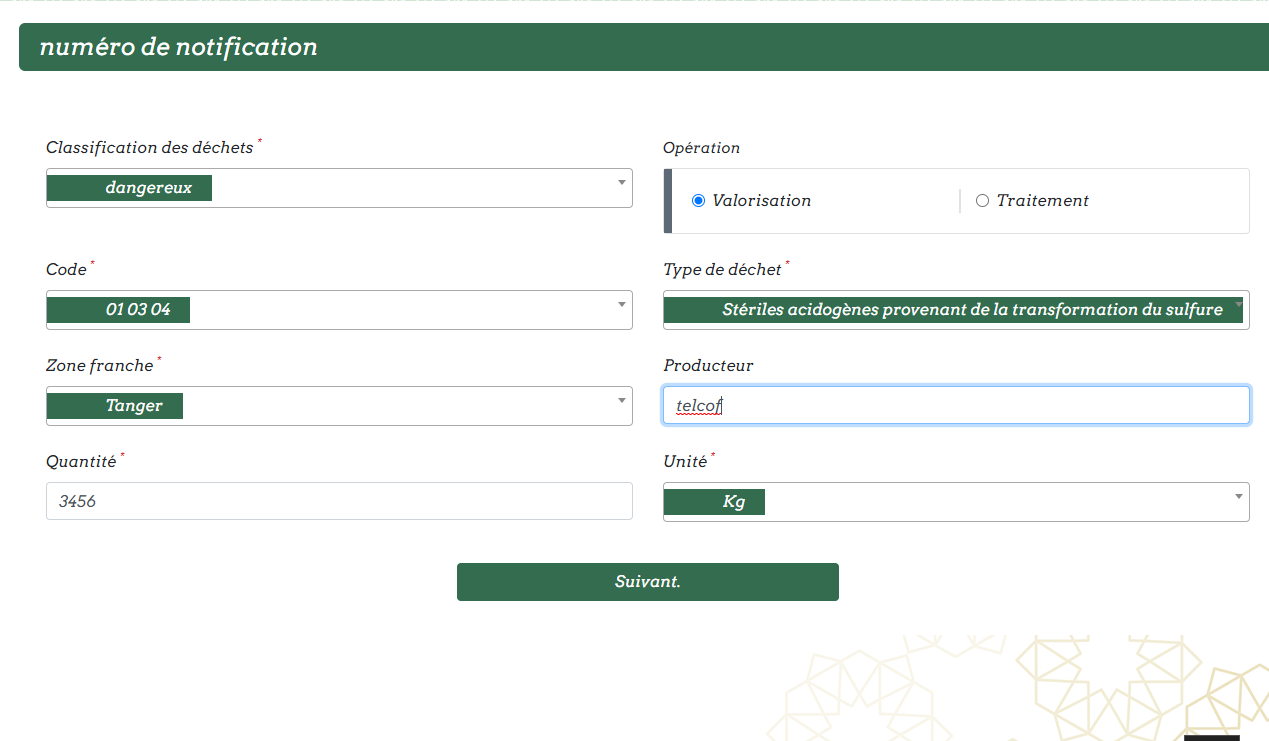 numéro de notification
Classification des déchets *
Opération
dangereux
Valorisation
Traitement
Code *
Type de déchet *
01 03 04
Stériles acidogènes provenant de la transformation du sulfure
Zone franche *
Producteur
Tanger
telcof
Quantité *
Unité *
3456
Kg
Suivant.